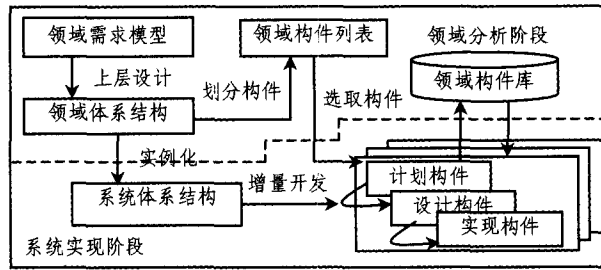 领域需求模型
领域构件列表
领域分析阶段
上层设计
划分构件
领域构件库
领域体系结构
选取构件
实例化
系统体系结构
增量开发
计划构件
设计构件
实现构件
系统实现阶段